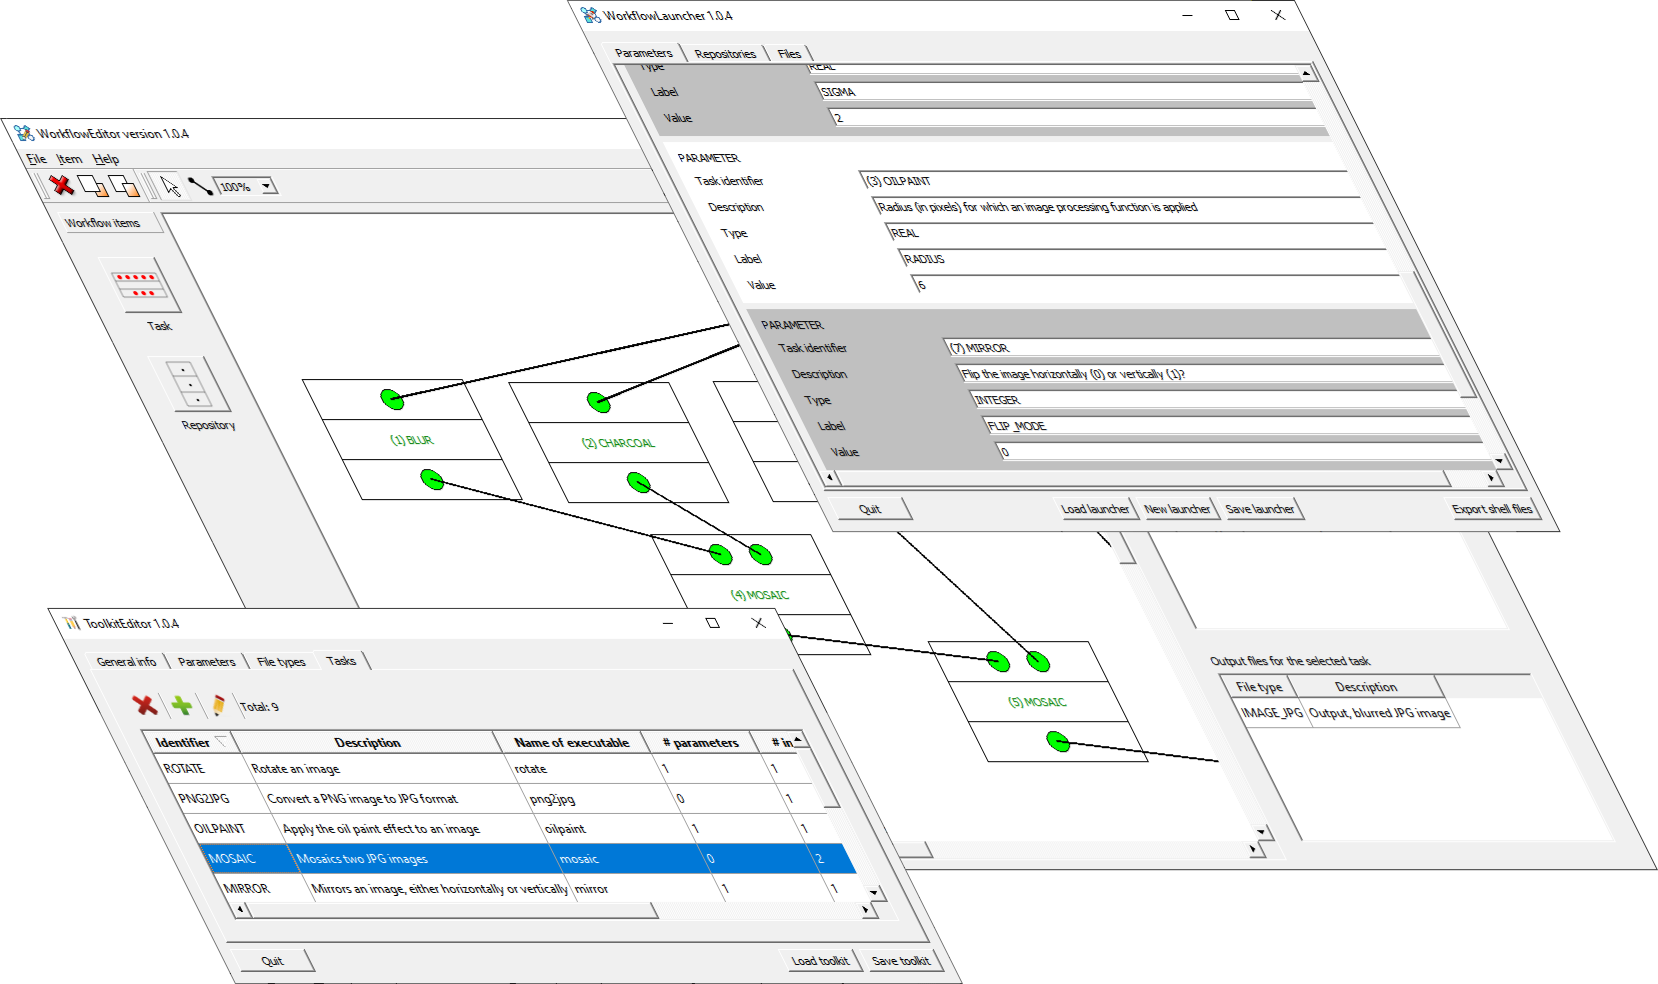 WorkflowLauncher 1.0.4
Parameters Repositories Files
Type REAL
Label SIGMA
Value 2
PARAMETER
Task identifier (3) OILPAINT
Description Radius (in pixels) for which an image processing function is applied
Type REAL
Label RADIUS
Value 6
PARAMETER
Task identifier (7) MIRROR
Description Flip the image horizontally (0) or vertically (1)?
Type INTEGER
Label FLIP_MODE
Value 0
Quit Load launcher New launcher Save launcher Export shell files
WorkflowEditor version 1.0.4
File Item Help
100%
Workflow items
Task
Repository
(1) BLUR
(2) CHARCOAL
(4) MOSAIC
(5) MOSAIC
Output files for the selected task
File type Description
IMAGE_JPG Output, blurred JPG image
ToolkitEditor 1.0.4
General info Parameters File types Tasks
Total: 9
Identifier Description Name of executable # parameters # in
ROTATE Rotate an image rotate 1 1
PNG2JPG Convert a PNG image to JPG format png2jpg 0 1
OILPAINT Apply the oil paint effect to an image oilpaint 1 1
MOSAIC Mosaics two JPG images mosaic 0 2
MIRROR Mirrors an image, either horizontally or vertically mirror 1 1
Quit Load toolkit Save toolkit